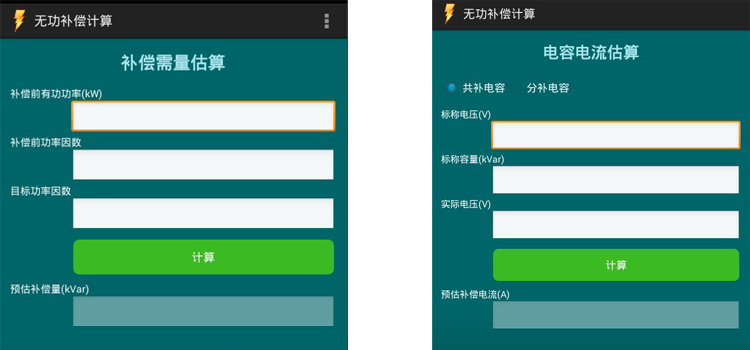 无功补偿计算
补偿需量估算
补偿前有功功率(kW)
补偿前功率因数
目标功率因数
计算
预估补偿量(kVar)
无功补偿计算
电容电流估算
共补电容 分补电容
标称电压(V)
标称容量(kVar)
实际电压(V)
计算
预估补偿电流(A)